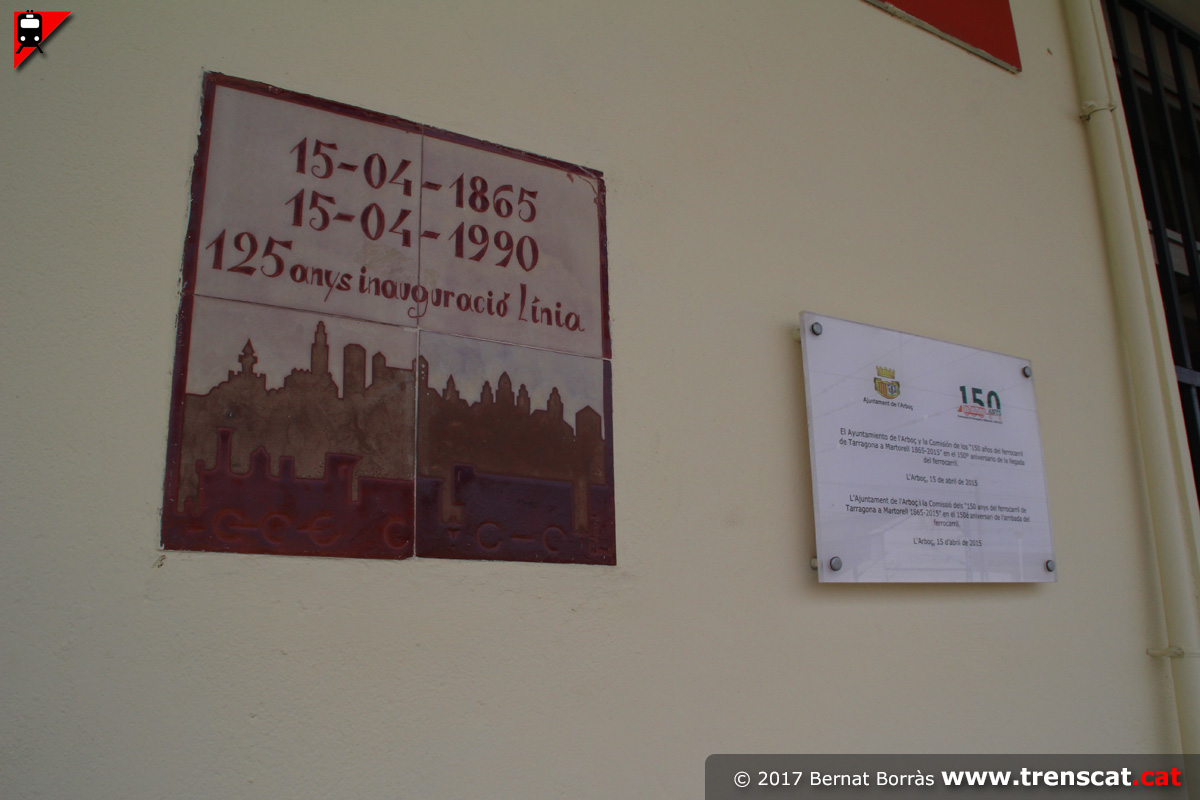 15-04-1865
15-04-1990
125 anys inauguració Línia
Ajuntament de l'Arboç
150
El Ayuntamiento de l'Arboç y la Comisión de los "150 años del ferrocarril
de Tarragona a Martorell 1865-2015" en el 150º aniversario de la llegada
del ferrocarril.
L'Arboç, 15 de abril de 2015
L'Ajuntament de l'Arboç i la Comissió dels "150 anys del ferrocarril de
Tarragona a Martorell 1865-2015" en el 150è aniversari de l'arribada del
ferrocarril.
L'Arboç, 15 d'abril de 2015
© 2017 Bernat Borràs www.trenscat.cat